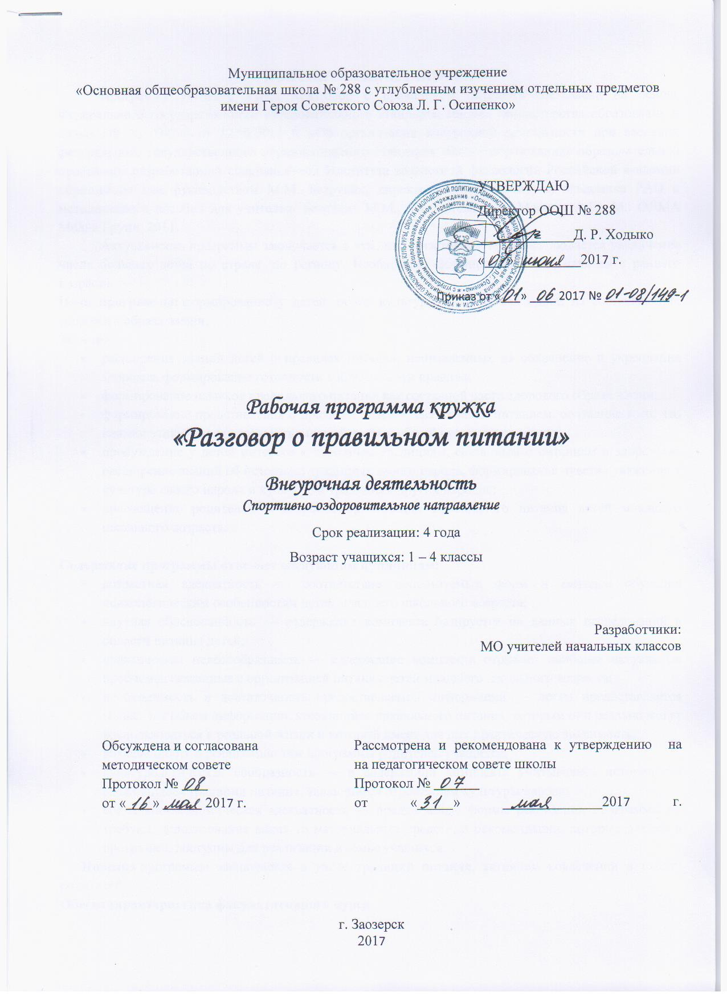 Муниципальное образовательное учреждение
«Основная общеобразовательная школа № 288 с углубленным изучением отдельных предметов
имени Героя Советского Союза Л. Г. Осипенко»
УТВЕРЖДАЮ
Директор ООШ № 288
Д. Р. Ходыко
«01» июня 2017 г.
Приказ от «01» 06 2017 № 01-08/149-1
Рабочая программа кружка
«Разговор о правильном питании»
Внеурочная деятельность
Спортивно-оздоровительное направление
Срок реализации: 4 года
Возраст учащихся: 1 – 4 классы
Разработчики:
МО учителей начальных классов
Обсуждена и согласована
методическом совете
Протокол № 08
от «16» мая 2017 г.
Рассмотрена и рекомендована к утверждению на
на педагогическом совете школы
Протокол № 07
от «31» мая 2017 г.
г. Заозерск
2017